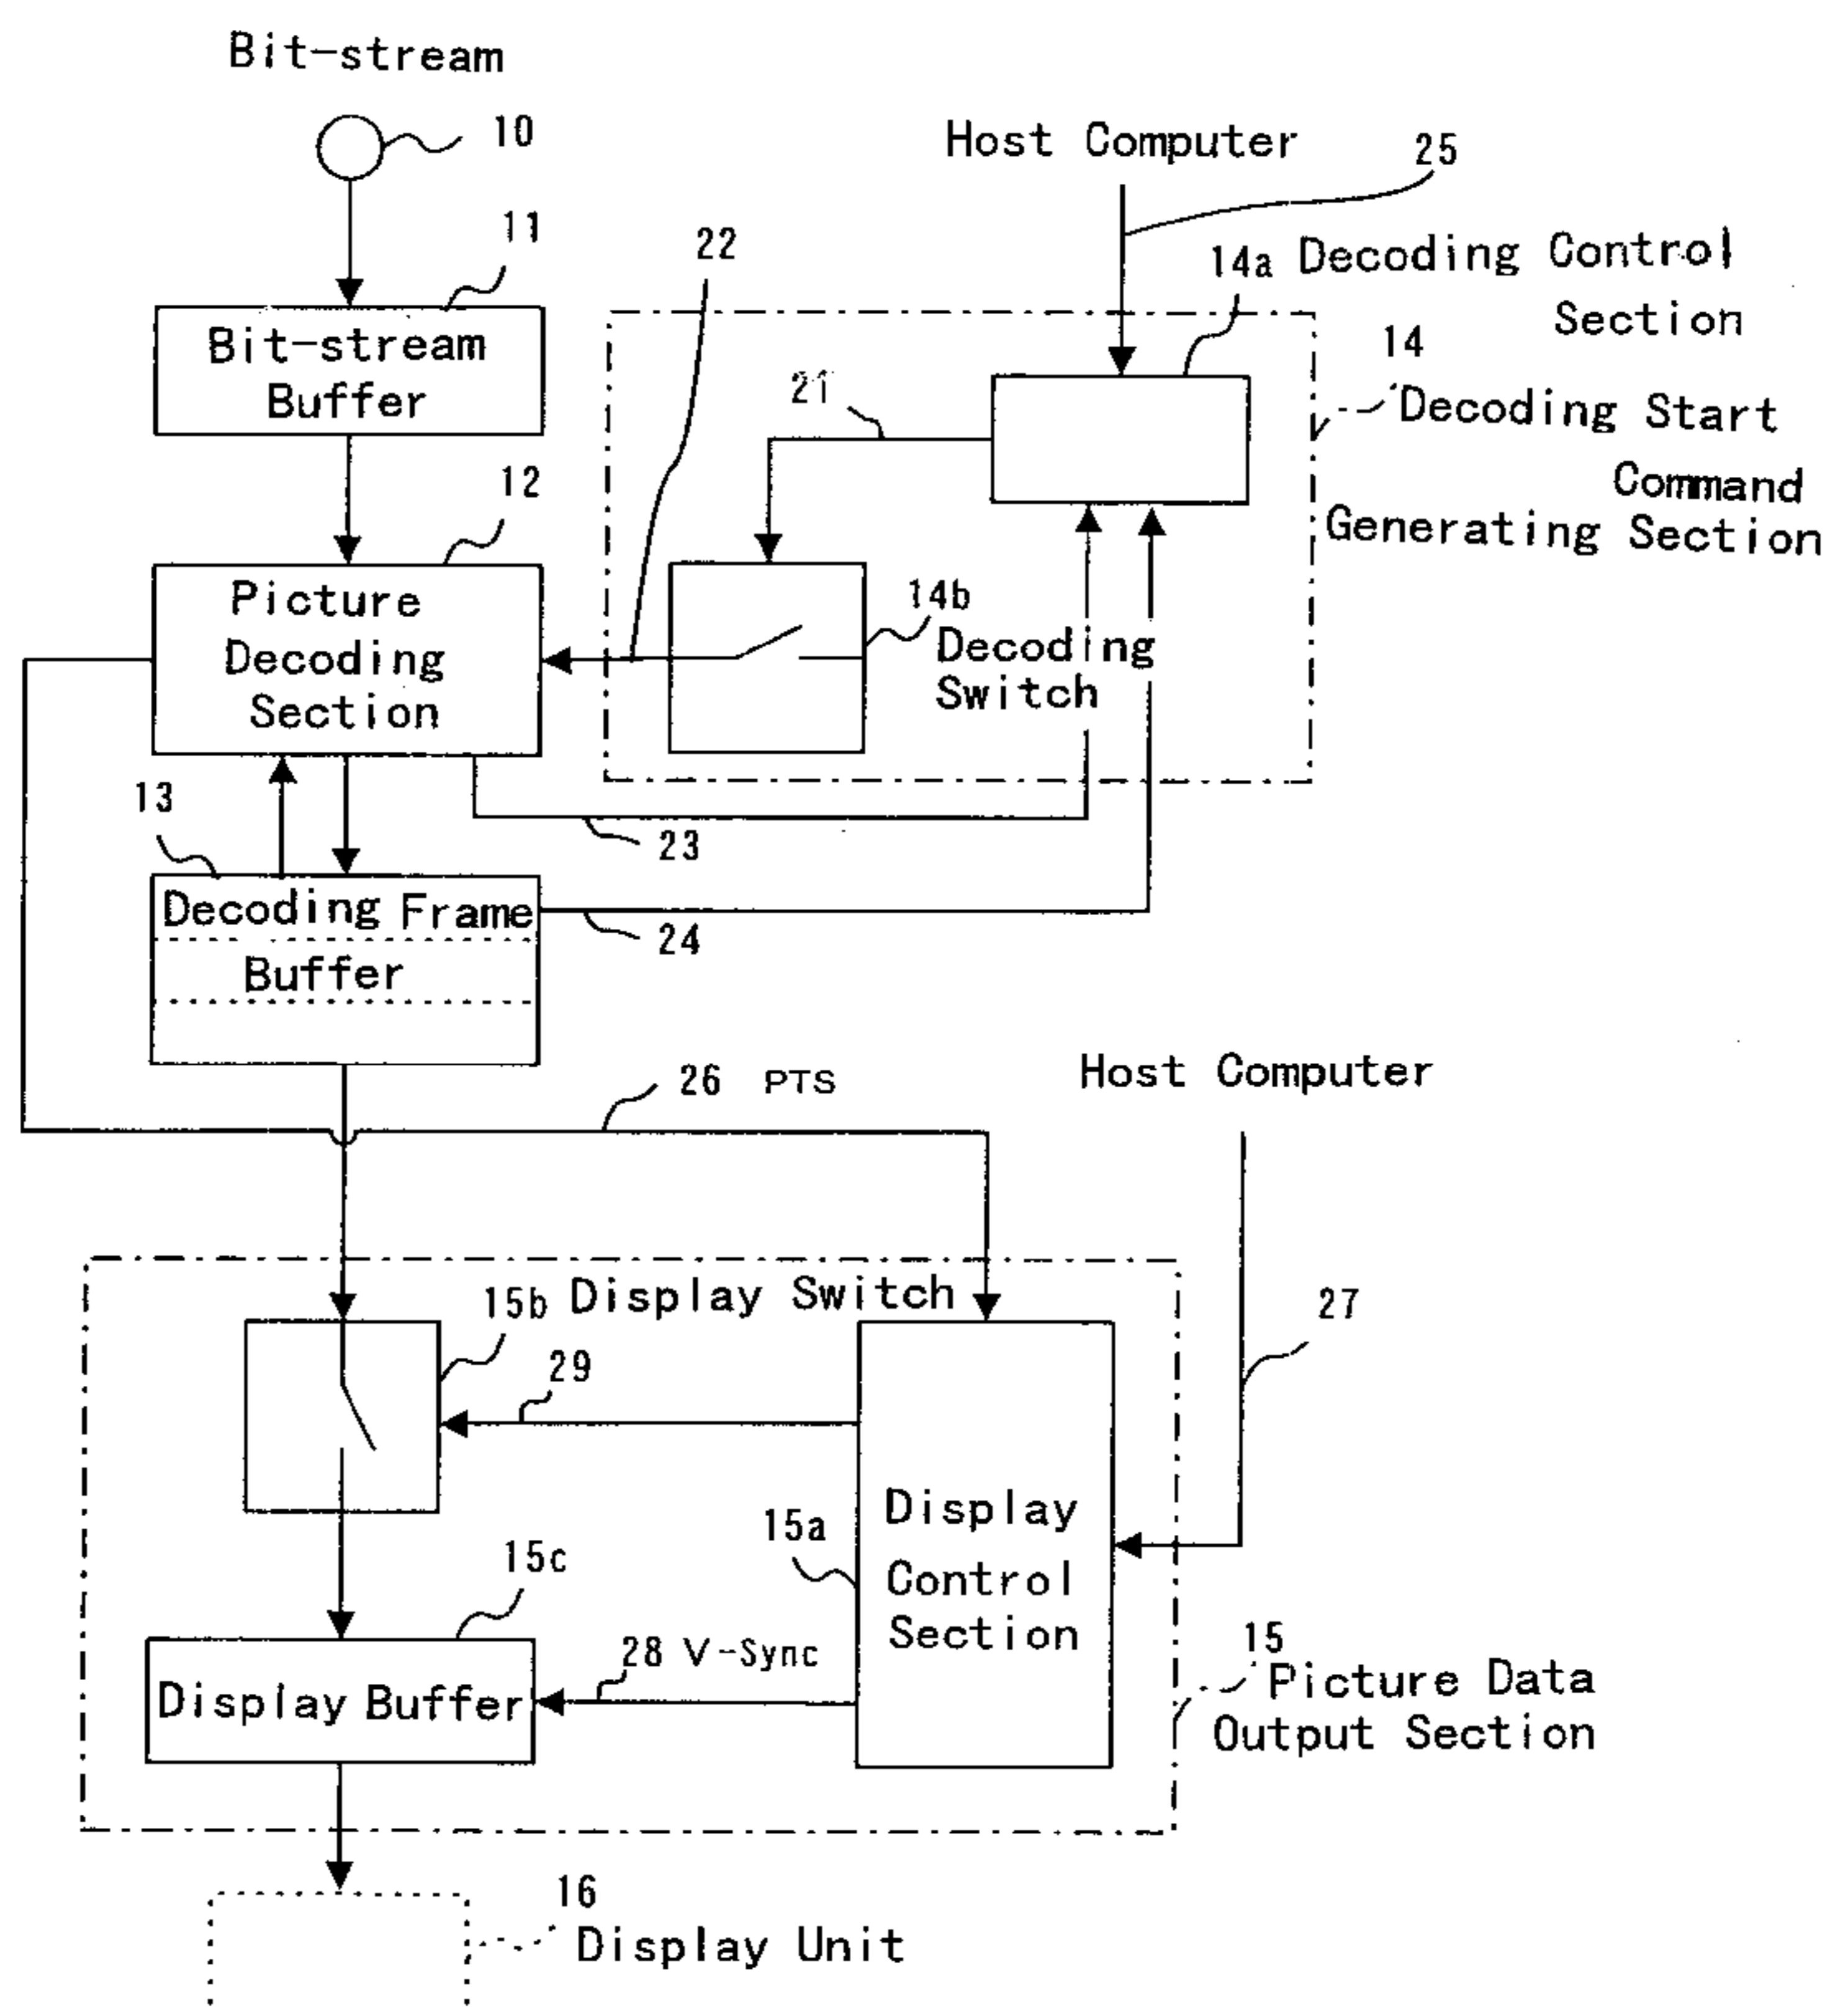 Bit-stream
10
Host Computer
25
11
22
14a Decoding Control
Section
Bit-stream
Buffer
14
21
Decoding Start
Command
Generating Section
12
Picture
Decoding
Section
14b
Decoding
Switch
13
23
Decoding Frame
Buffer
24
26 PTS
Host Computer
15b Display Switch
27
29
15a
Display
Control
Section
15c
28 V-Sync
15
Display Buffer
Picture Data
Output Section
16
Display Unit